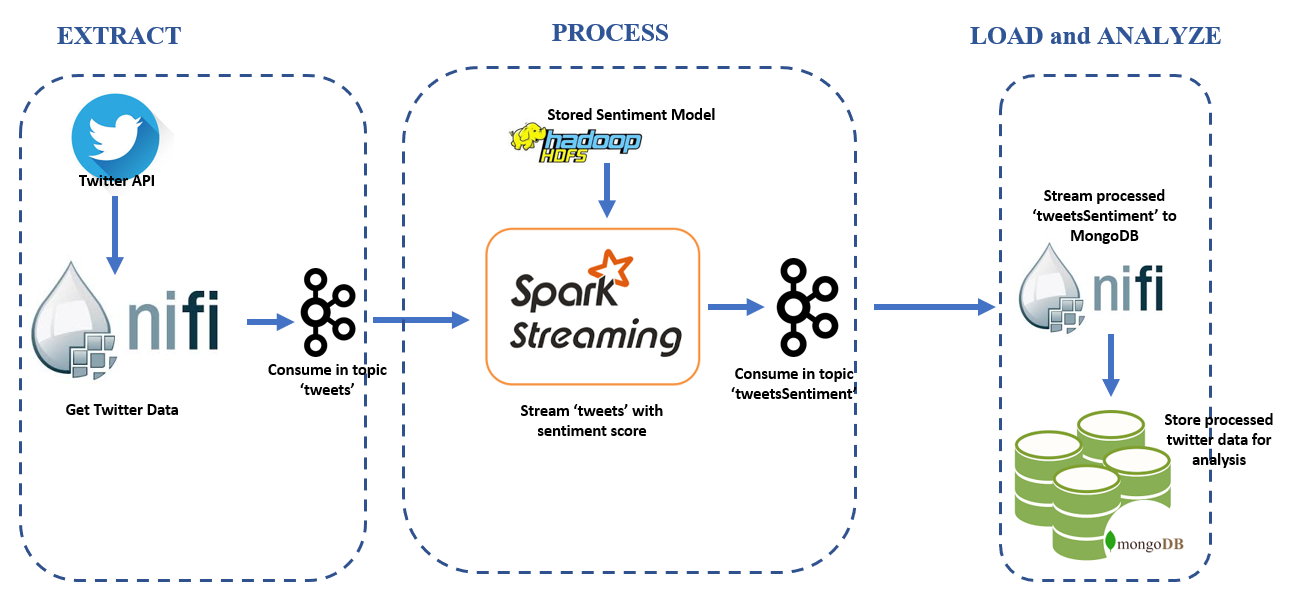 EXTRACT
PROCESS
LOAD and ANALYZE
Twitter API
nifi
Get Twitter Data
Consume in topic
‘tweets’
Stored Sentiment Model
hadoop
HDFS
Spark
Streaming
Stream ‘tweets’ with
sentiment score
Consume in topic
‘tweetsSentiment’
Stream processed
‘tweetsSentiment’ to
MongoDB
nifi
Store processed
twitter data for
analysis
mongoDB